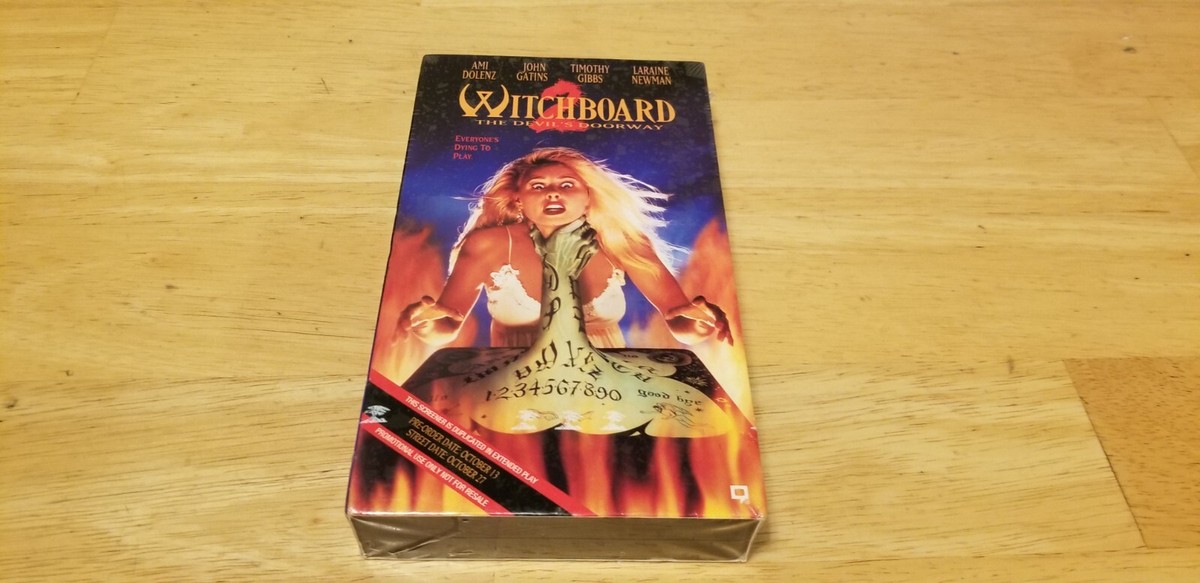 AMI DOLENZ
JOHN GATINS
TIMOTHY GIBBS
LARAINE NEWMAN
2
WITCHBOARD
THE DEVIL'S DOORWAY
EVERYONE'S
DYING TO
PLAY.
1234567890
good bye
THIS SCREENER IS DUPLICATED IN EXTENDED PLAY
PRE-ORDER DATE: OCTOBER 13
STREET DATE: OCTOBER 27
PROMOTIONAL USE ONLY NOT FOR RESALE